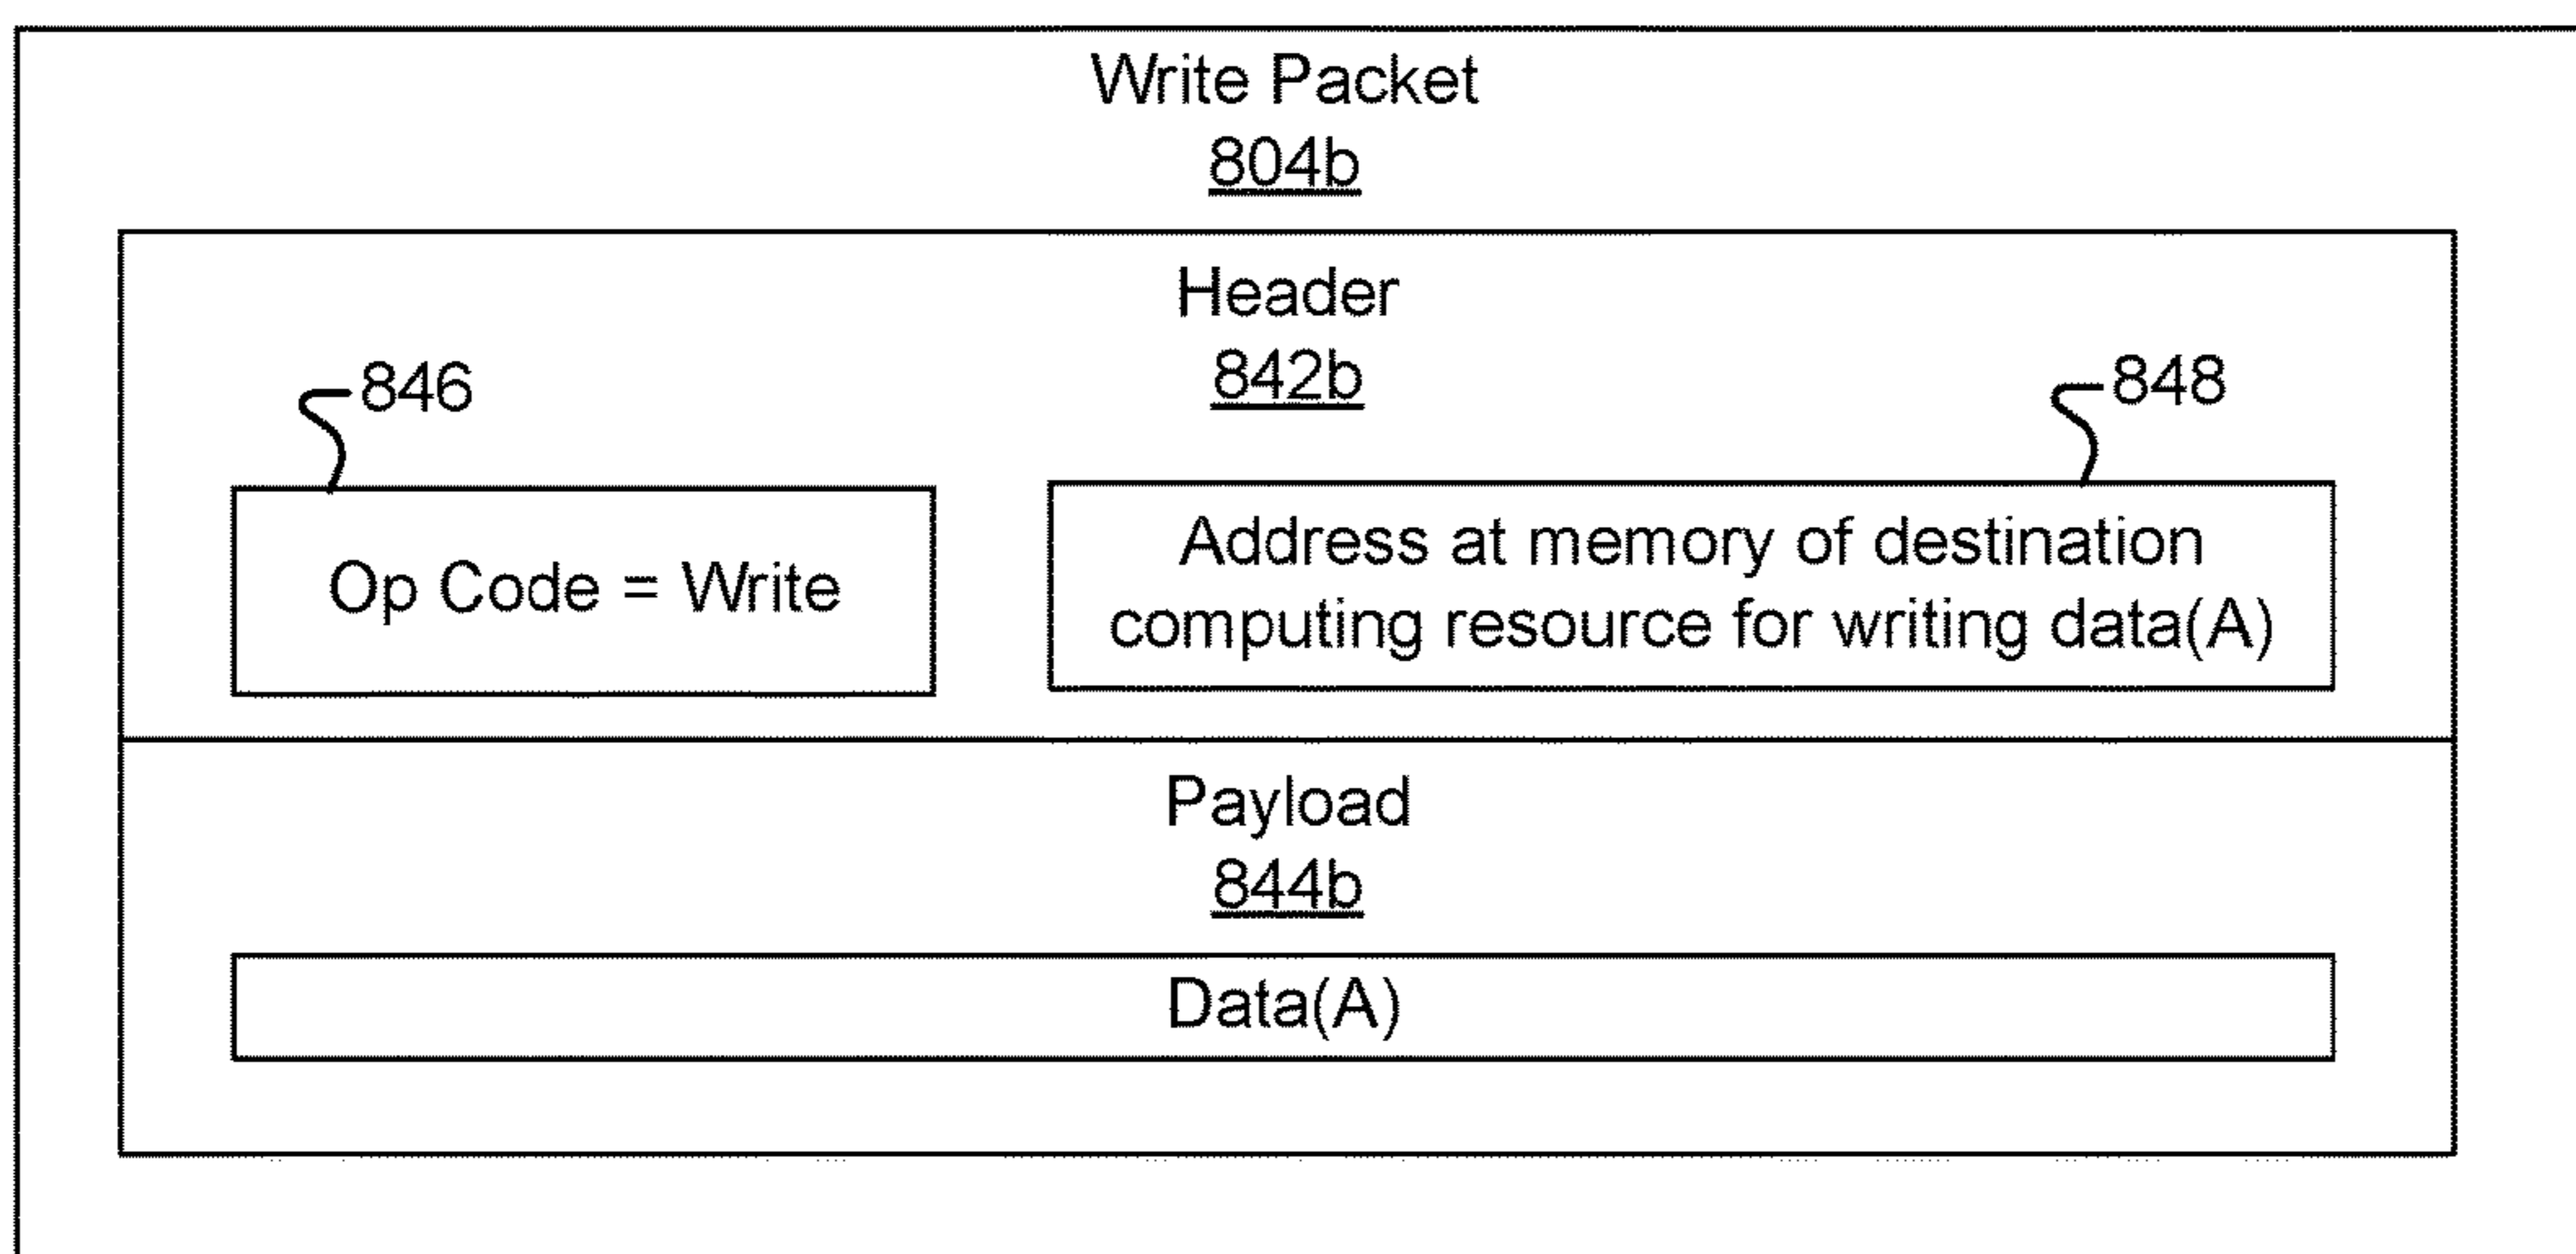 Write Packet
804b
Header
842b
846
848
Op Code = Write
Address at memory of destination
computing resource for writing data(A)
Payload
844b
Data(A)